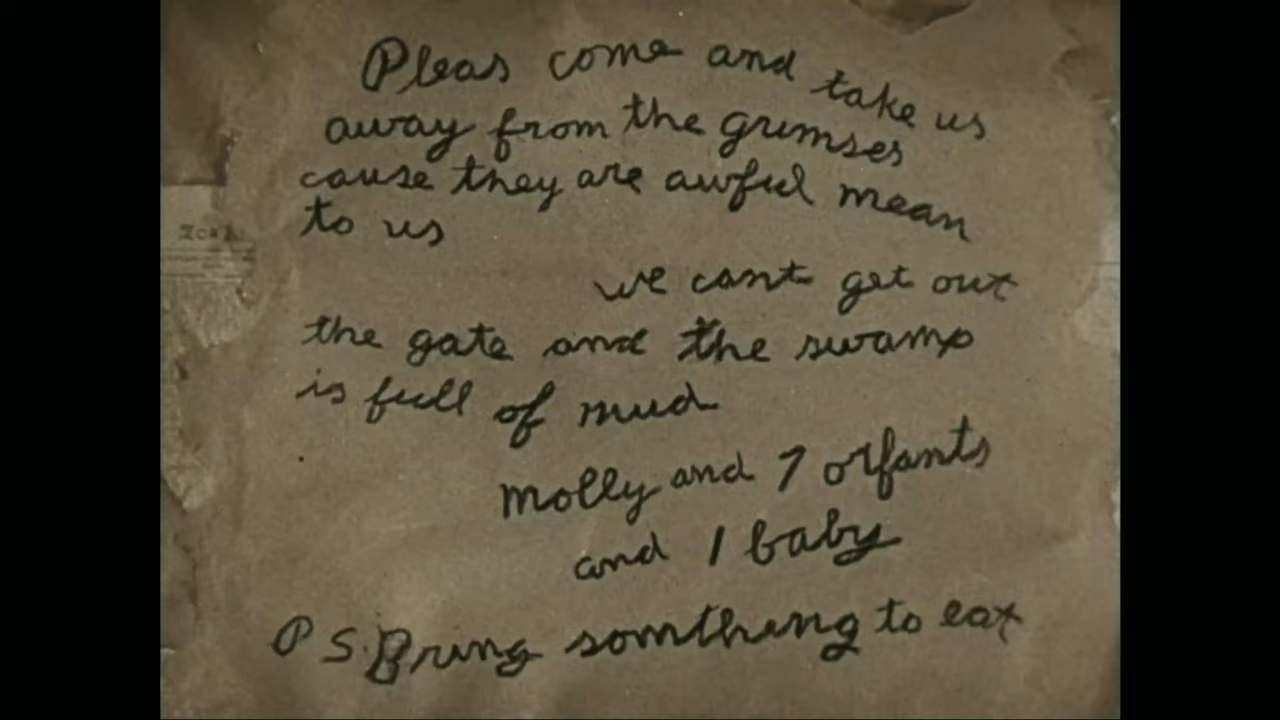 Pleas come and take us
away from the grimses
cause they are awful mean
to us
we cant get out
the gate and the swamp
is full of mud
Molly and 7 orfants
and 1 baby
P S. Bring somthing to eat